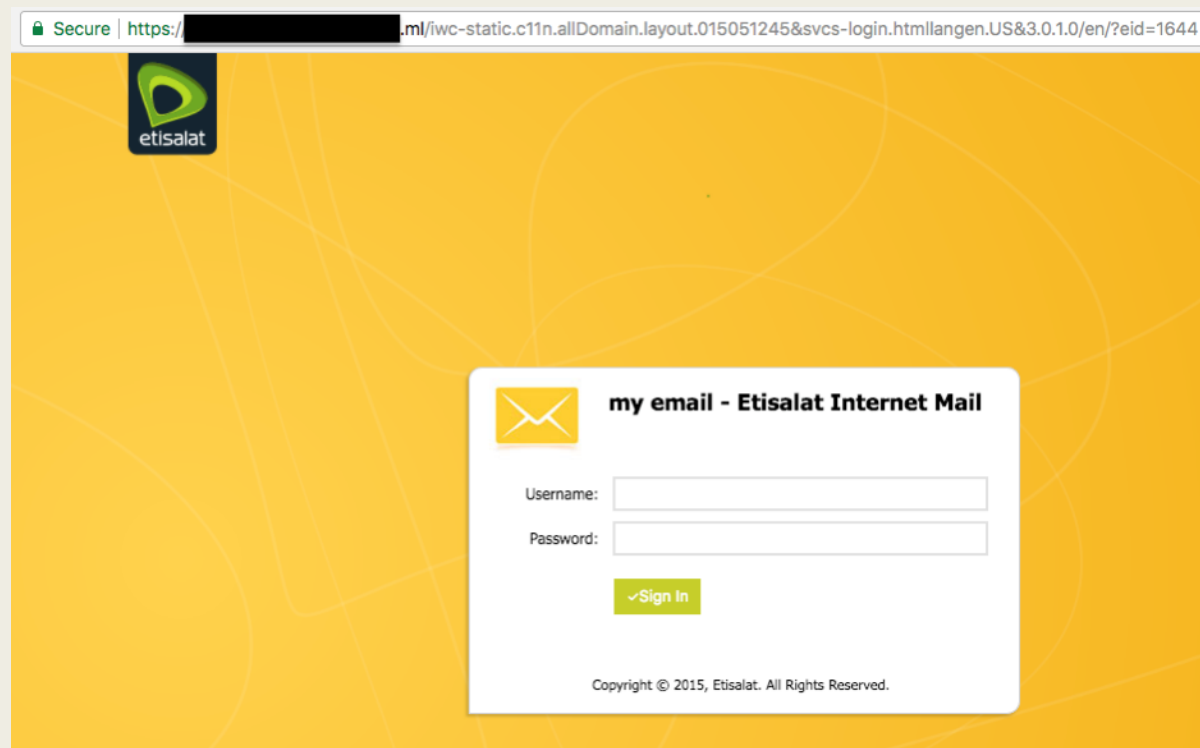 Secure | https:// .ml/iwc-static.c11n.allDomain.layout.015051245&svcs-login.htmllangen.US&3.0.1.0/en/?eid=1644
etisalat
my email - Etisalat Internet Mail
Username:
Password:
✓Sign In
Copyright © 2015, Etisalat. All Rights Reserved.